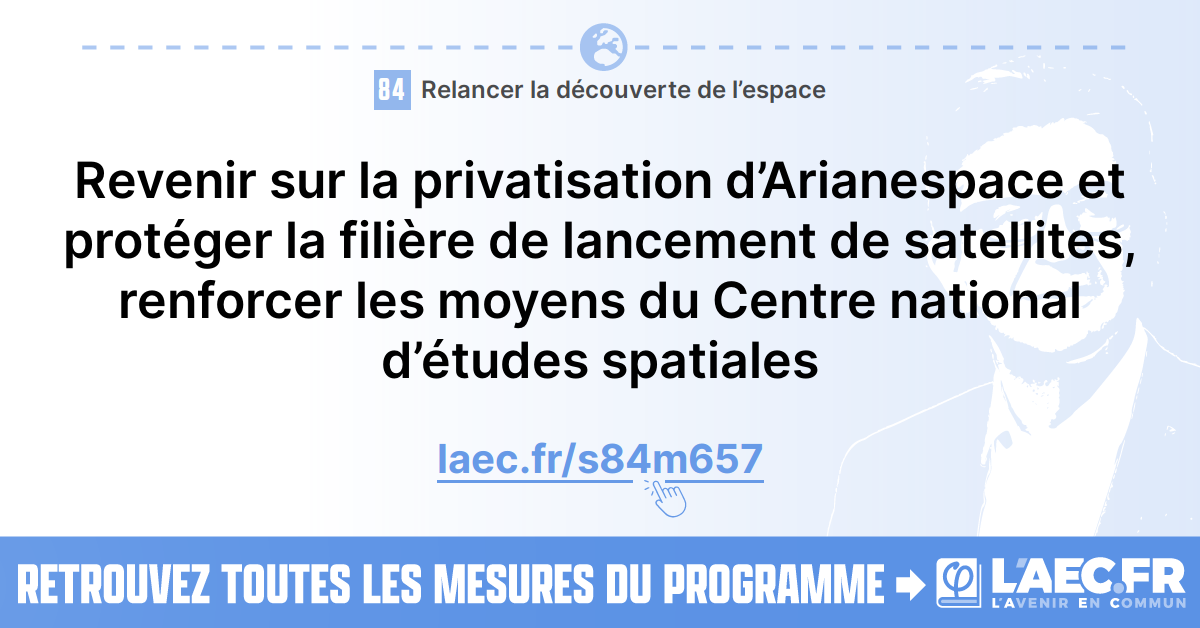 84 Relancer la découverte de l’espace
Revenir sur la privatisation d’Arianespace et
protéger la filière de lancement de satellites,
renforcer les moyens du Centre national
d’études spatiales
laec.fr/s84m657
RETROUVEZ TOUTES LES MESURES DU PROGRAMME
L'AEC.FR
L'AVENIR EN COMMUN